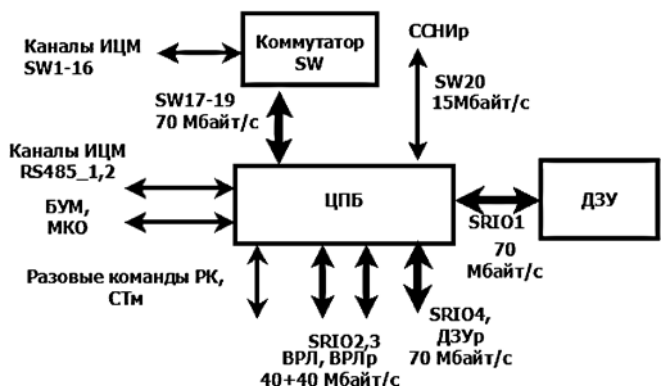 Каналы ИЦМ
SW1-16
Коммутатор
SW
ССНИр
SW17-19
70 Мбайт/с
SW20
15Мбайт/с
Каналы ИЦМ
RS485_1,2
БУМ,
МКО
ЦПБ
ДЗУ
SRIO1
70
Мбайт/с
Разовые команды РК,
СТм
SRIO2,3
ВРЛ, ВРЛр
40+40 Мбайт/с
SRIO4,
ДЗУр
70 Мбайт/с